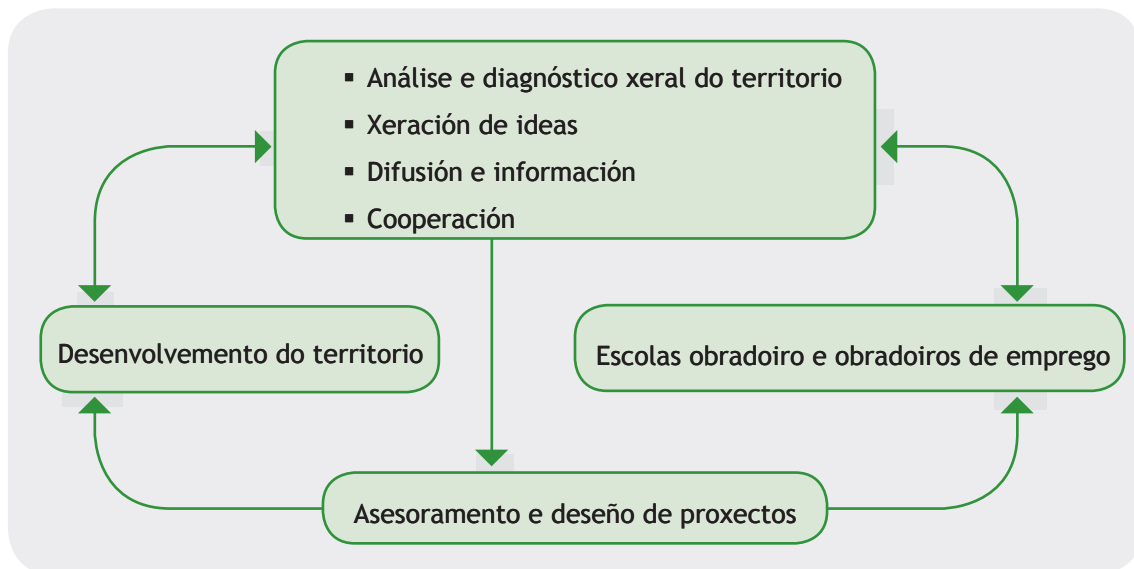 ▪ Análise e diagnóstico xeral do territorio
▪ Xeración de ideas
▪ Difusión e información
▪ Cooperación
Desenvolvemento do territorio
Escolas obradoiro e obradoiros de emprego
Asesoramento e deseño de proxectos